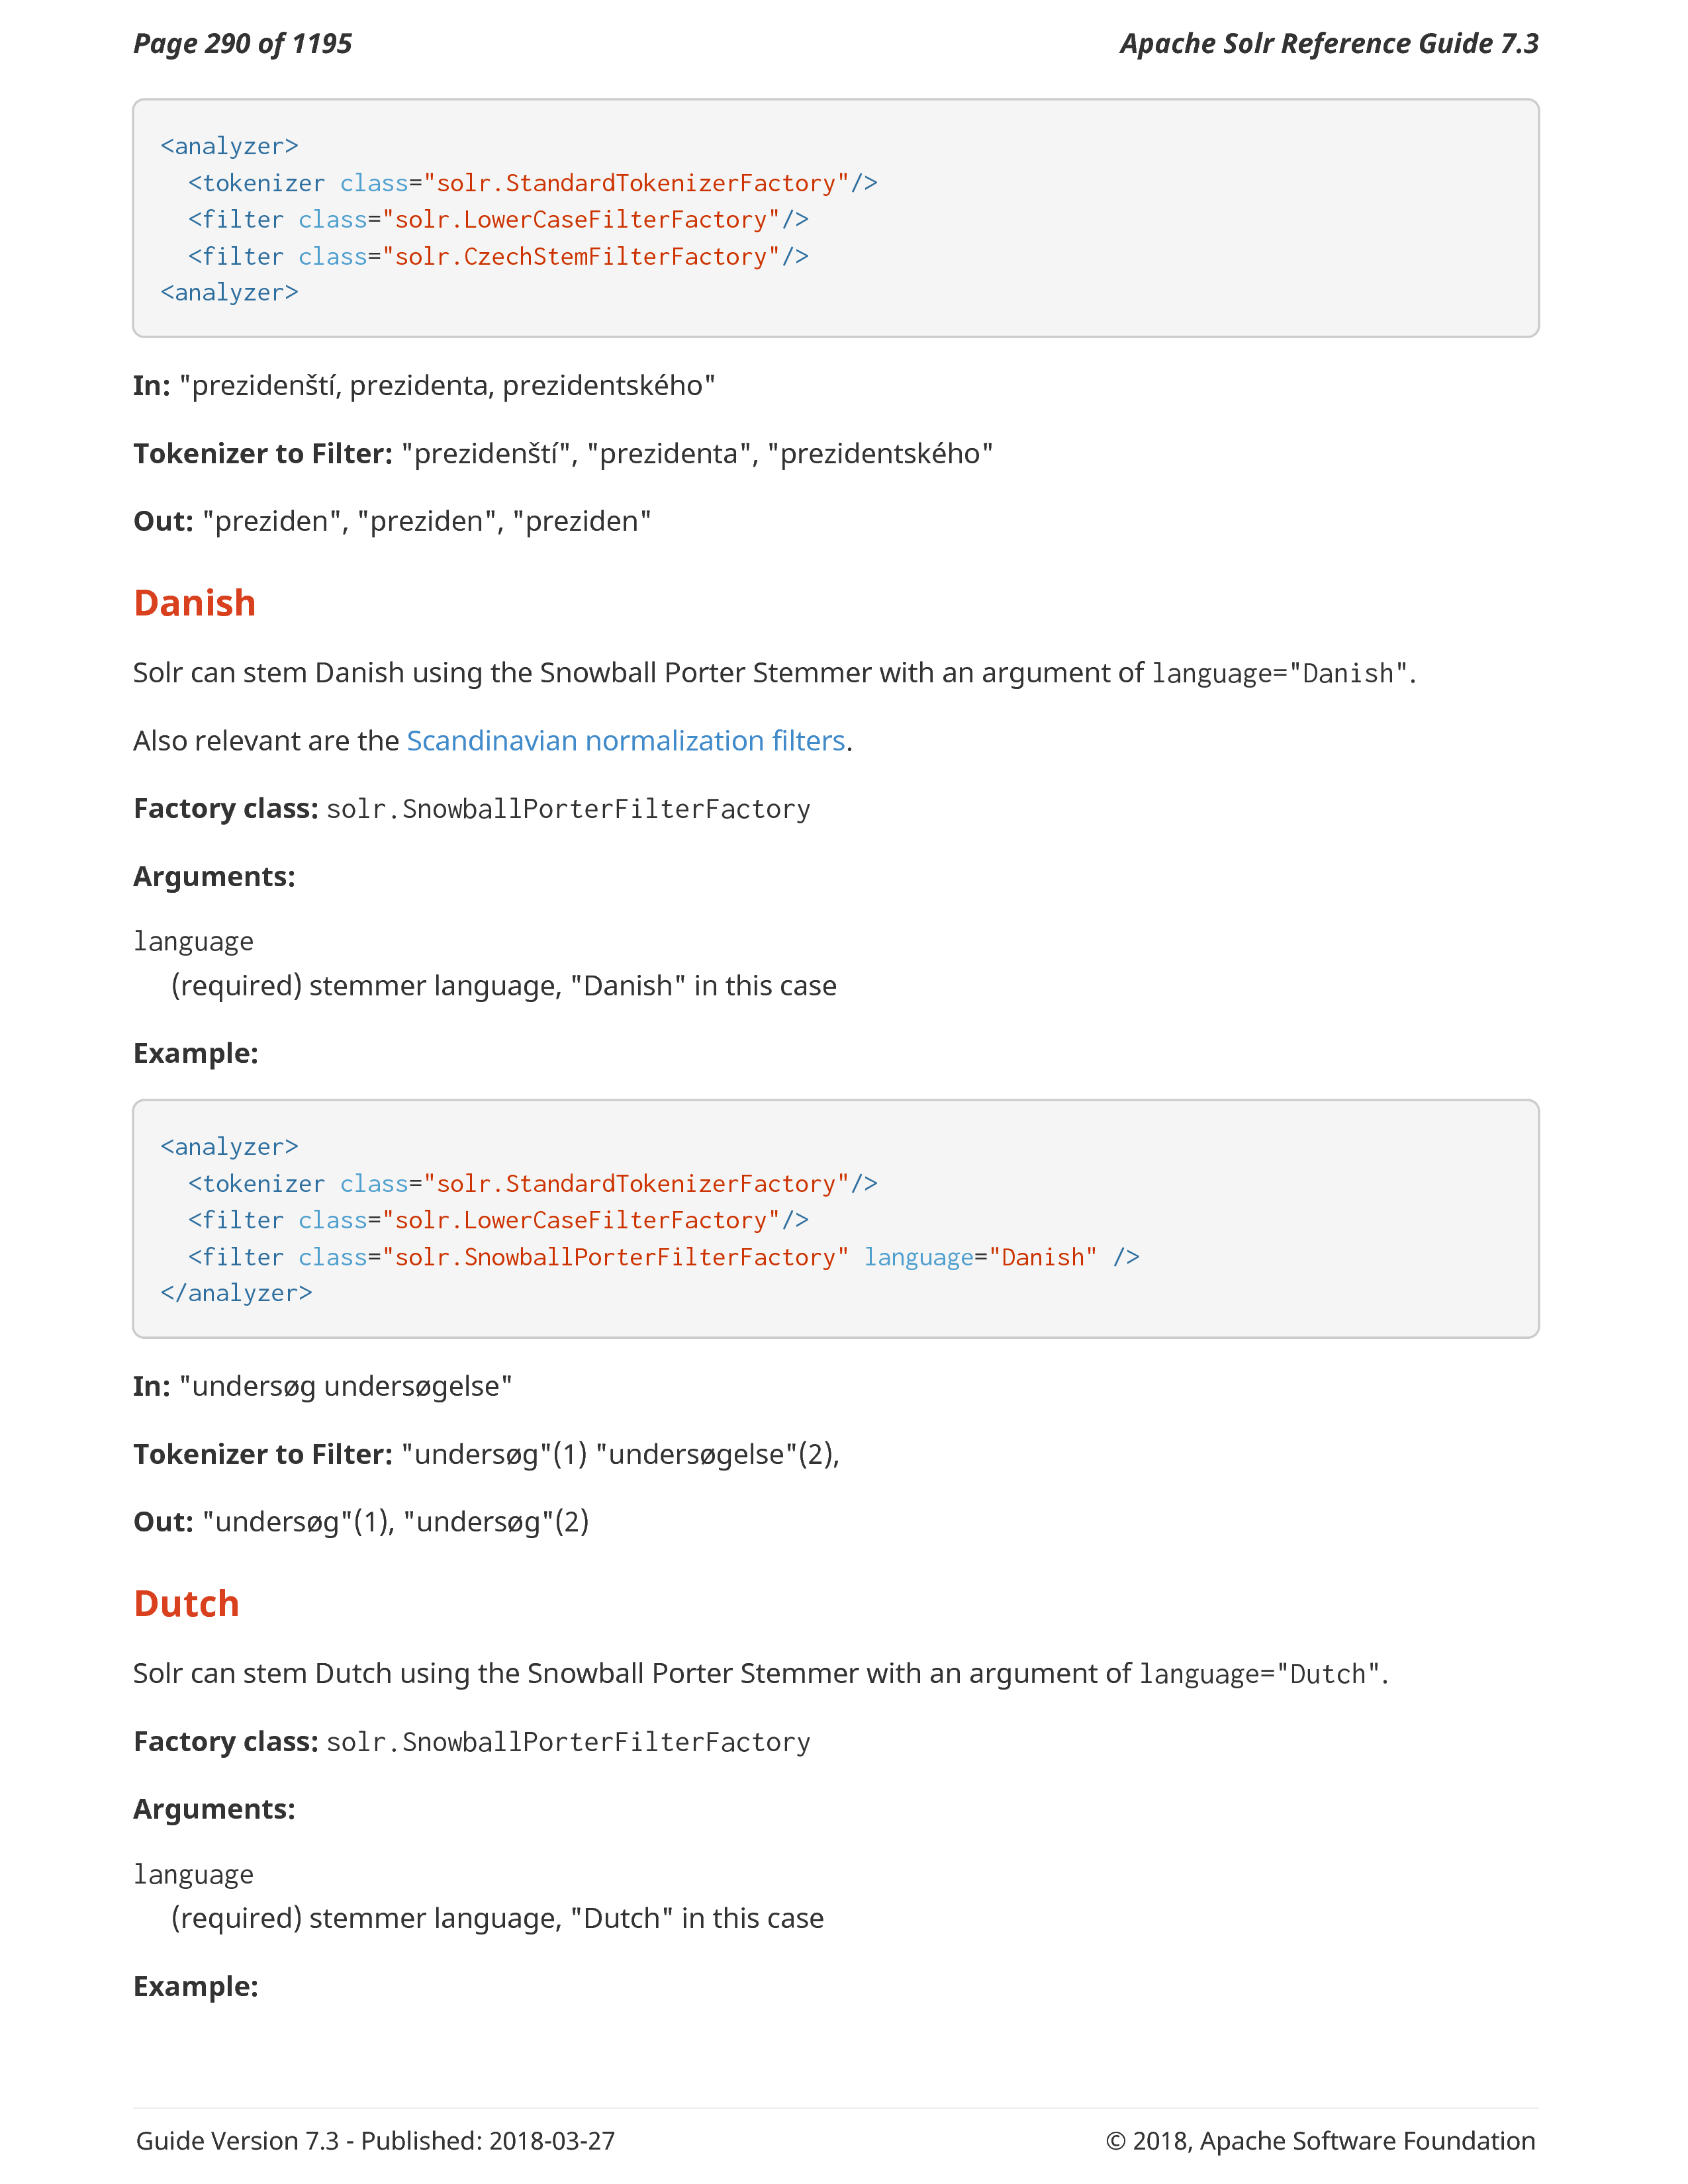 Page 290 of 1195
Apache Solr Reference Guide 7.3
<analyzer>
  <tokenizer class="solr.StandardTokenizerFactory"/>
  <filter class="solr.LowerCaseFilterFactory"/>
  <filter class="solr.CzechStemFilterFactory"/>
<analyzer>
In: "prezidenští, prezidenta, prezidentského"
Tokenizer to Filter: "prezidenští", "prezidenta", "prezidentského"
Out: "preziden", "preziden", "preziden"
Danish
Solr can stem Danish using the Snowball Porter Stemmer with an argument of language="Danish".
Also relevant are the Scandinavian normalization filters.
Factory class: solr.SnowballPorterFilterFactory
Arguments:
language
(required) stemmer language, "Danish" in this case
Example:
<analyzer>
  <tokenizer class="solr.StandardTokenizerFactory"/>
  <filter class="solr.LowerCaseFilterFactory"/>
  <filter class="solr.SnowballPorterFilterFactory" language="Danish" />
</analyzer>
In: "undersøg undersøgelse"
Tokenizer to Filter: "undersøg"(1) "undersøgelse"(2),
Out: "undersøg"(1), "undersøg"(2)
Dutch
Solr can stem Dutch using the Snowball Porter Stemmer with an argument of language="Dutch".
Factory class: solr.SnowballPorterFilterFactory
Arguments:
language
(required) stemmer language, "Dutch" in this case
Example:
Guide Version 7.3 - Published: 2018-03-27
© 2018, Apache Software Foundation